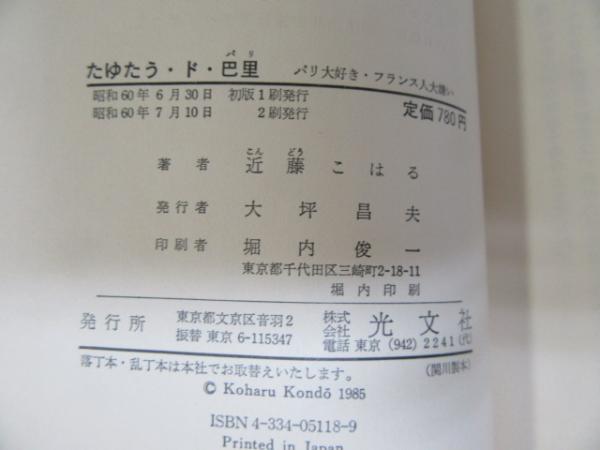 パリ
たゆたう・ド・巴里 パリ大好き・フランス人大嫌い
昭和60年6月30日 初版1刷発行
昭和60年7月10日 2刷発行
定価780円
こん どう
著者 近藤こはる
発行者 大坪昌夫
印刷者 堀内俊一
東京都千代田区三崎町2-18-11
堀内印刷
発行所 東京都文京区音羽2 株式会社 光文社
振替 東京 6-115347 電話 東京 (942) 2241 (代)
落丁本・乱丁本は本社でお取替えいたします。 (関川製本)
© Koharu Kondō 1985
ISBN4-334-05118-9
Printed in Japan